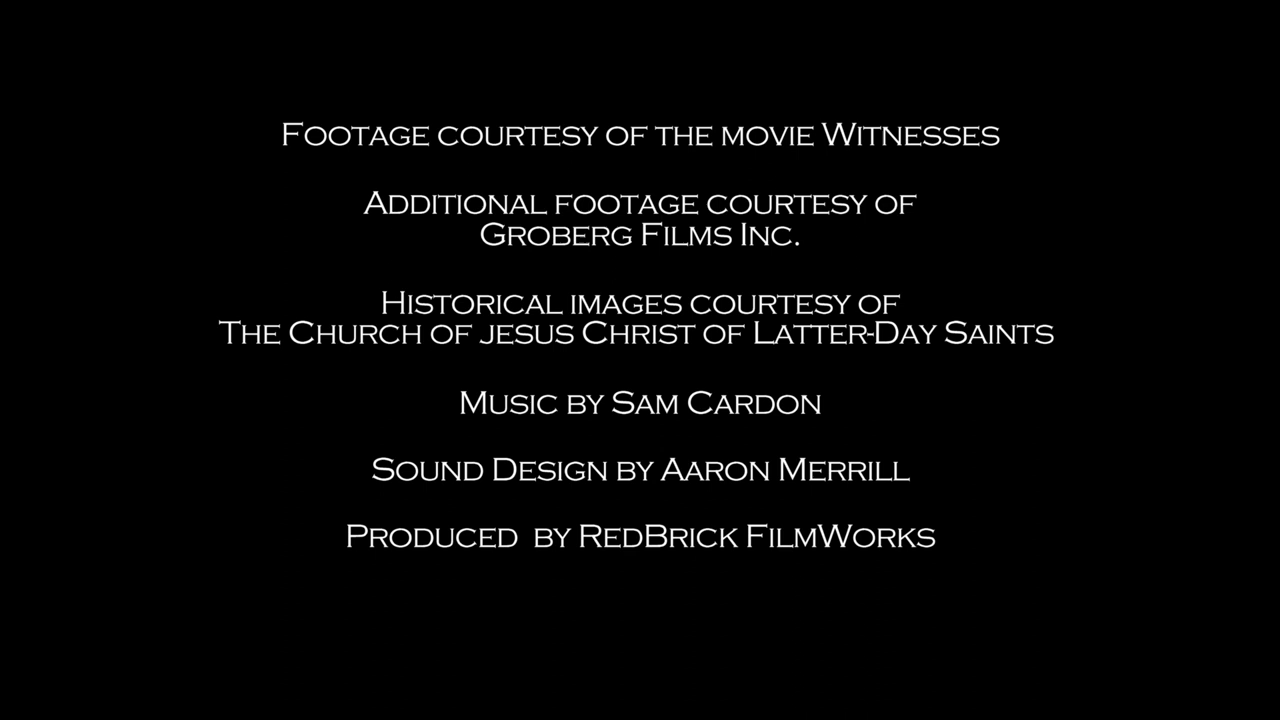 Footage courtesy of the movie Witnesses
Additional footage courtesy of
Groberg Films Inc.
Historical images courtesy of
The Church of jesus Christ of Latter-Day Saints
Music by Sam Cardon
Sound Design by Aaron Merrill
Produced  by RedBrick FilmWorks